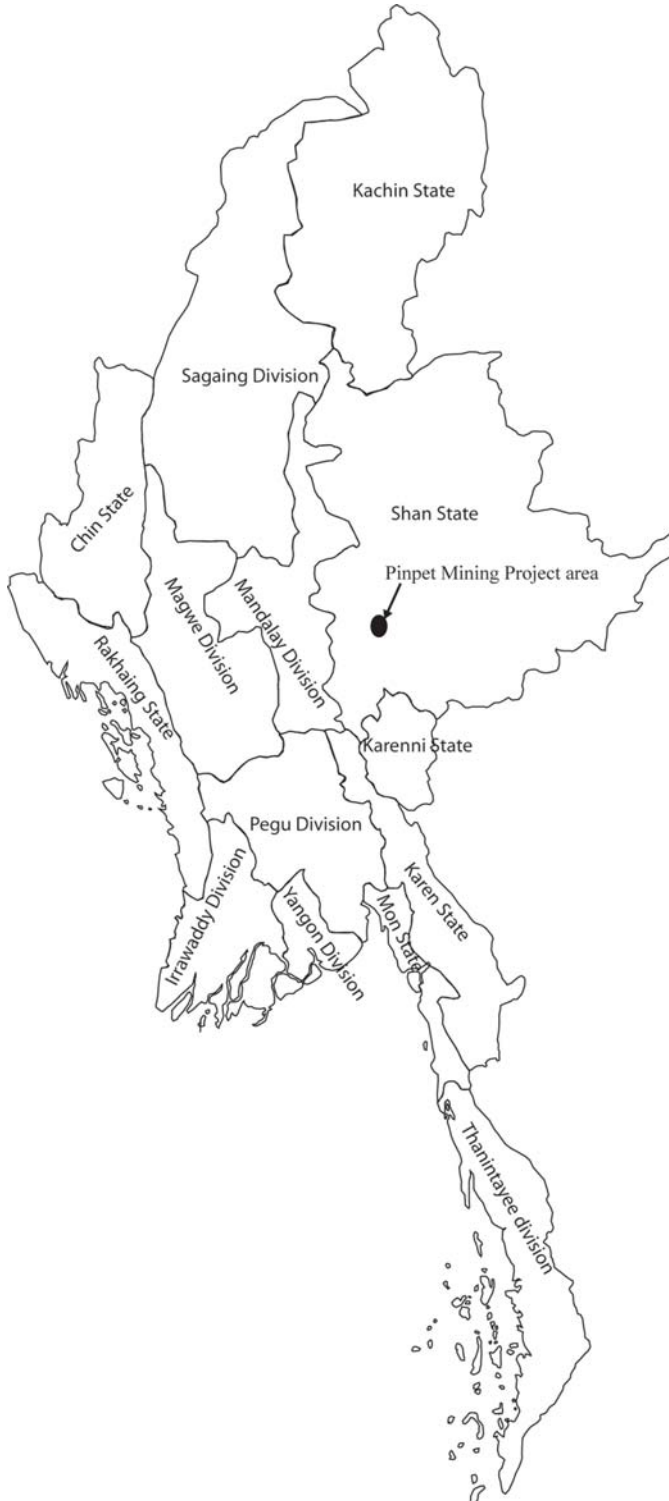 Kachin State
Sagaing Division
Chin State
Shan State
Pinpet Mining Project area
Magwe Division
Mandalay Division
Rakhaing State
Karenni State
Pegu Division
Karen State
Mon State
Irrawaddy Division
Yangon Division
Thanintayee division